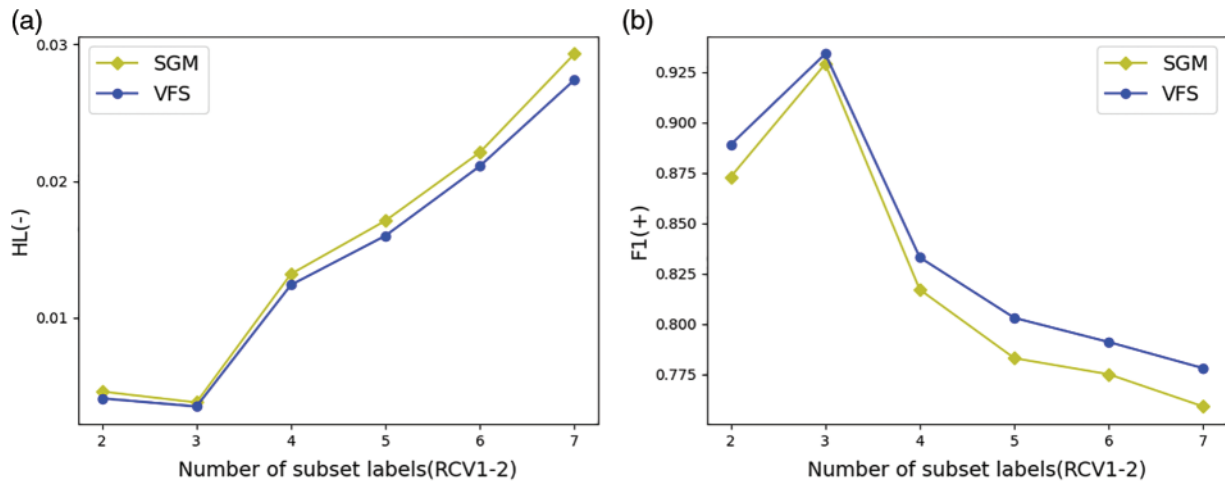 (a)
0.03
0.02
0.01
HL(-)
SGM
VFS
2 3 4 5 6 7
Number of subset labels(RCV1-2)
(b)
0.925
0.900
0.875
0.850
0.825
0.800
0.775
F1(+)
SGM
VFS
2 3 4 5 6 7
Number of subset labels(RCV1-2)